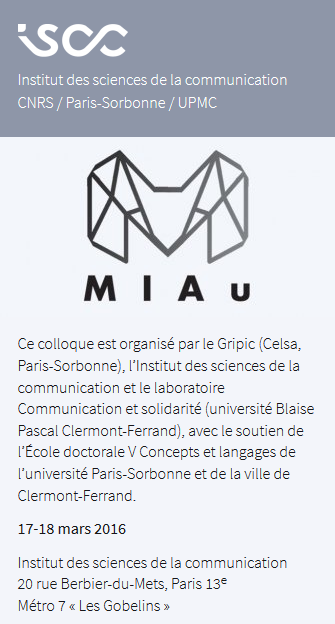 iscc
Institut des sciences de la communication
CNRS / Paris-Sorbonne / UPMC
MIAu
Ce colloque est organisé par le Gripic (Celsa,
Paris-Sorbonne), l’Institut des sciences de la
communication et le laboratoire
Communication et solidarité (université Blaise
Pascal Clermont-Ferrand), avec le soutien de
l’École doctorale V Concepts et langages de
l’université Paris-Sorbonne et de la ville de
Clermont-Ferrand.
17-18 mars 2016
Institut des sciences de la communication
20 rue Berbier-du-Mets, Paris 13e
Métro 7 « Les Gobelins »